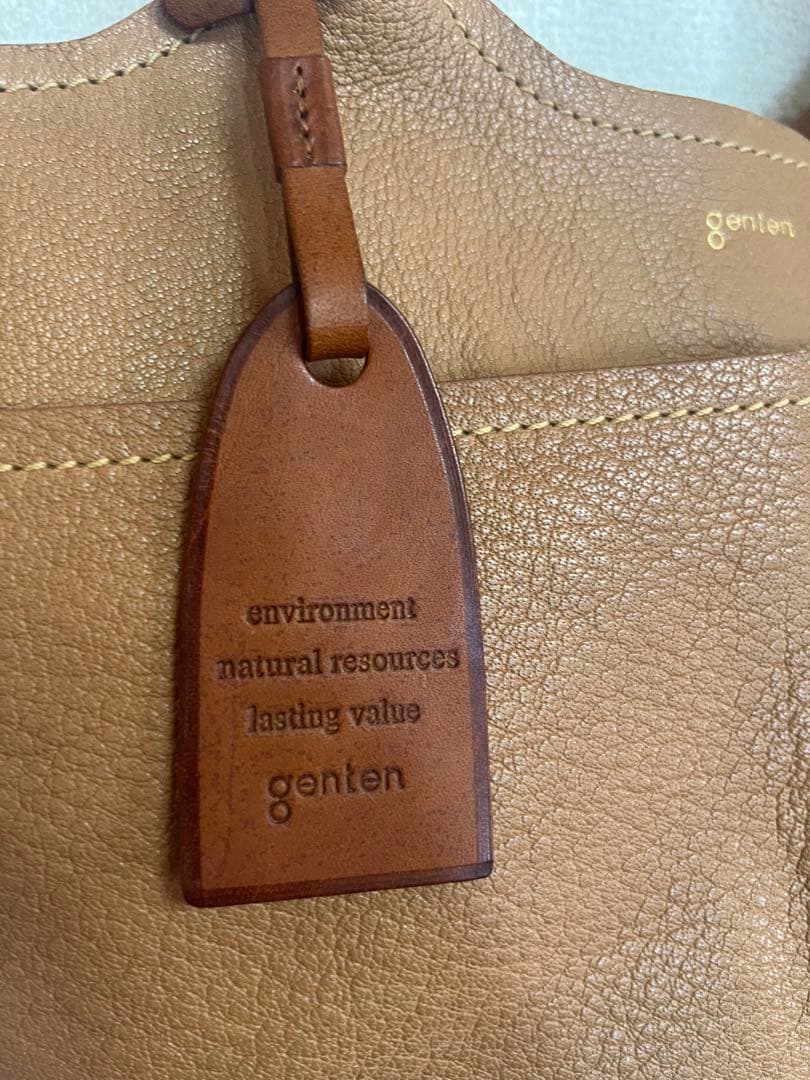 genten
environment
natural resources
lasting value
genten